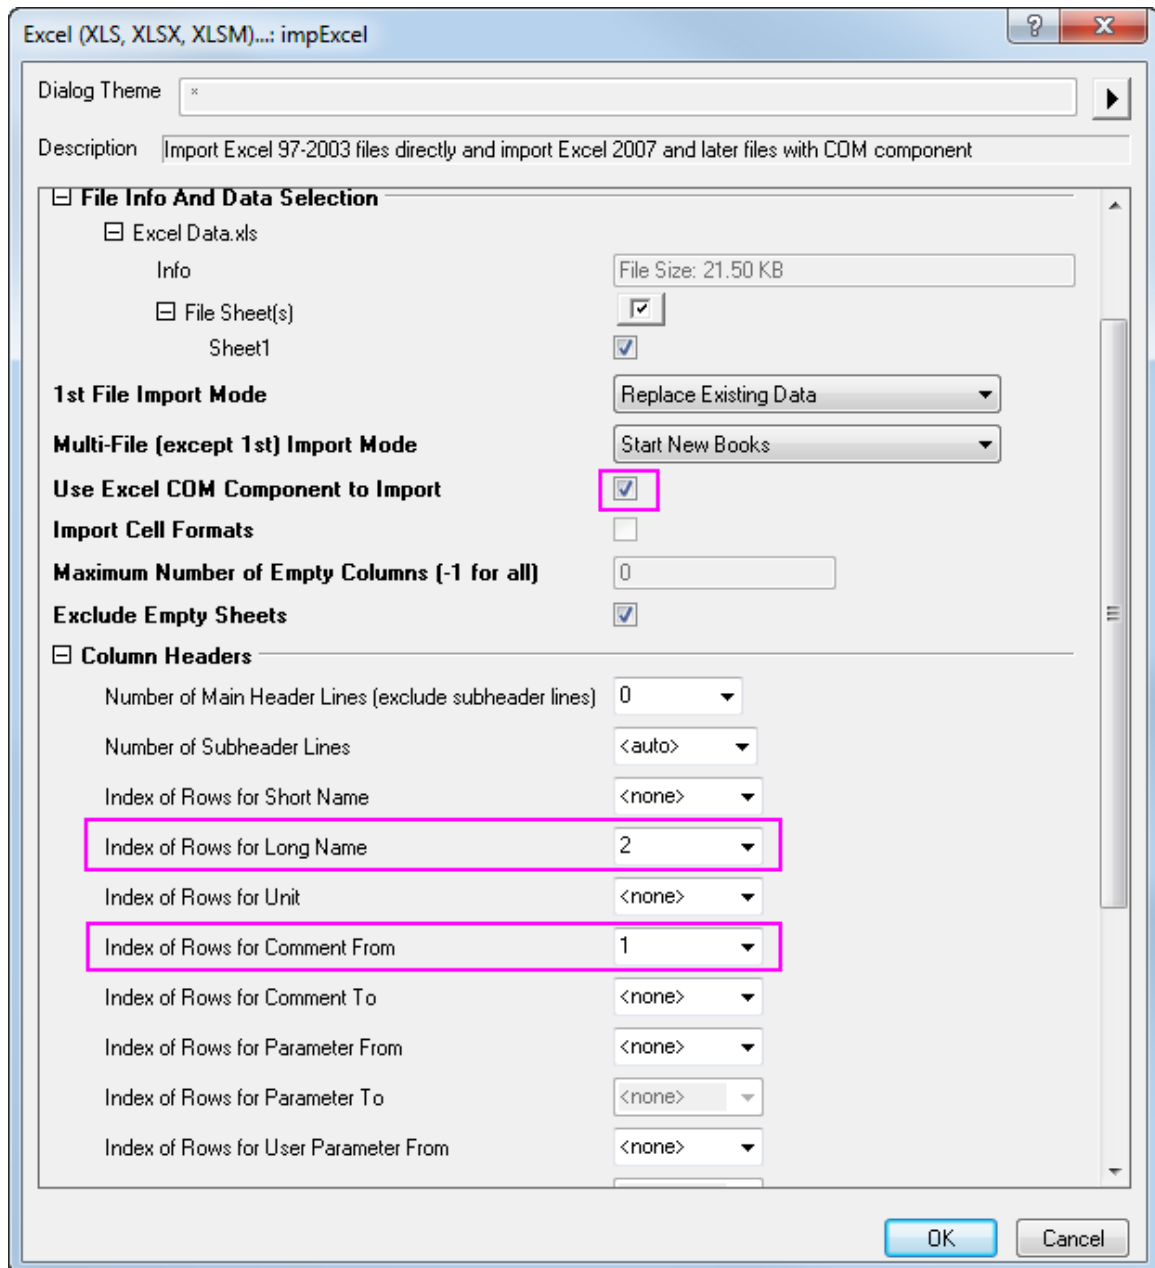 Excel (XLS, XLSX, XLSM)...: impExcel
Dialog Theme *
Description Import Excel 97-2003 files directly and import Excel 2007 and later files with COM component
File Info And Data Selection
Excel Data.xls
Info File Size: 21.50 KB
File Sheet(s)
Sheet1
1st File Import Mode Replace Existing Data
Multi-File (except 1st) Import Mode Start New Books
Use Excel COM Component to Import
Import Cell Formats
Maximum Number of Empty Columns (-1 for all) 0
Exclude Empty Sheets
Column Headers
Number of Main Header Lines (exclude subheader lines) 0
Number of Subheader Lines <auto>
Index of Rows for Short Name <none>
Index of Rows for Long Name 2
Index of Rows for Unit <none>
Index of Rows for Comment From 1
Index of Rows for Comment To <none>
Index of Rows for Parameter From <none>
Index of Rows for Parameter To <none>
Index of Rows for User Parameter From <none>
OK Cancel